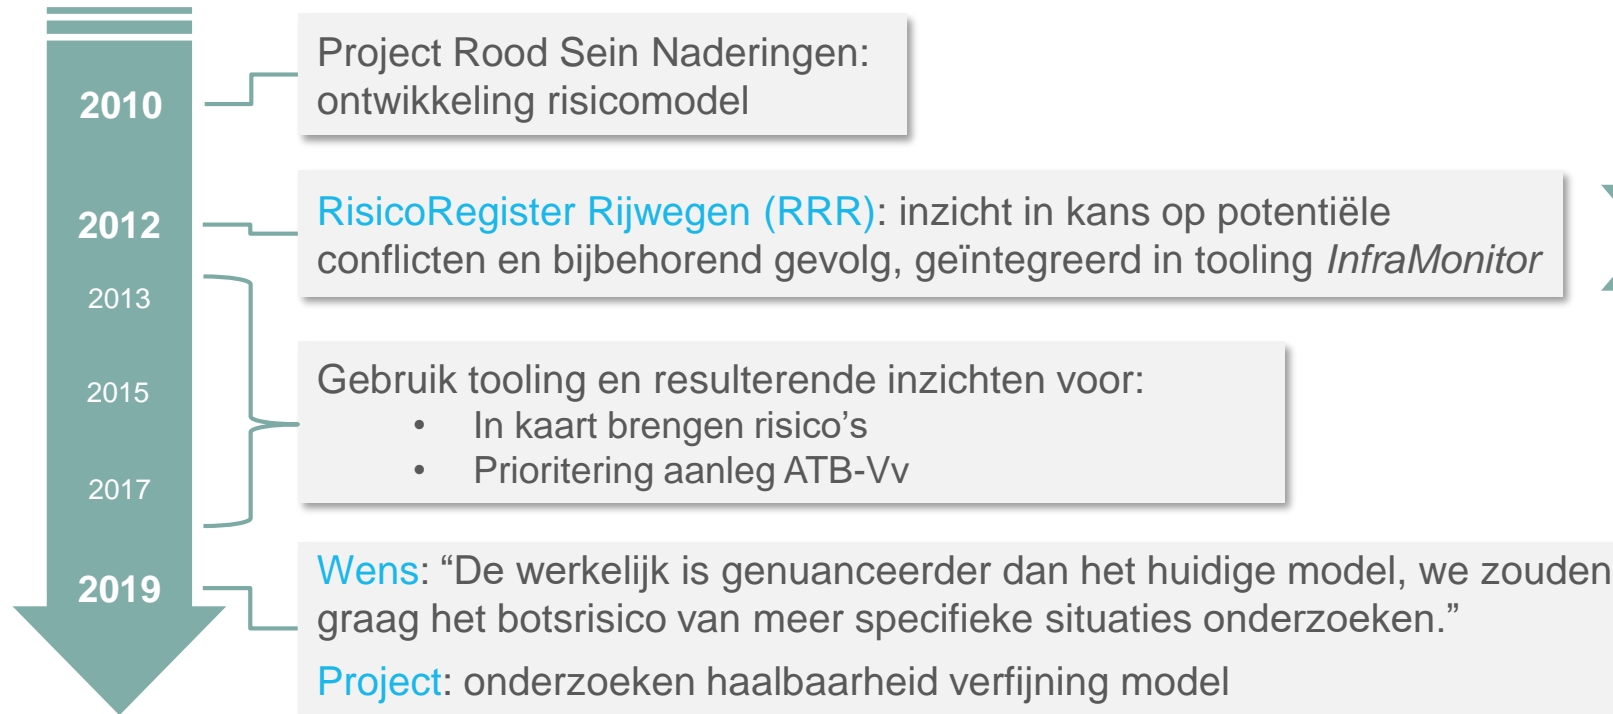 2010
Project Rood Sein Naderingen:
ontwikkeling risicomodel
2012
RisicoRegister Rijwegen (RRR): inzicht in kans op potentiële
conflicten en bijbehorend gevolg, geïntegreerd in tooling InfraMonitor
2013
2015
2017
Gebruik tooling en resulterende inzichten voor:
• In kaart brengen risico’s
• Prioritering aanleg ATB-Vv
2019
Wens: “De werkelijk is genuanceerder dan het huidige model, we zouden
graag het botsrisico van meer specifieke situaties onderzoeken.”
Project: onderzoeken haalbaarheid verfijning model